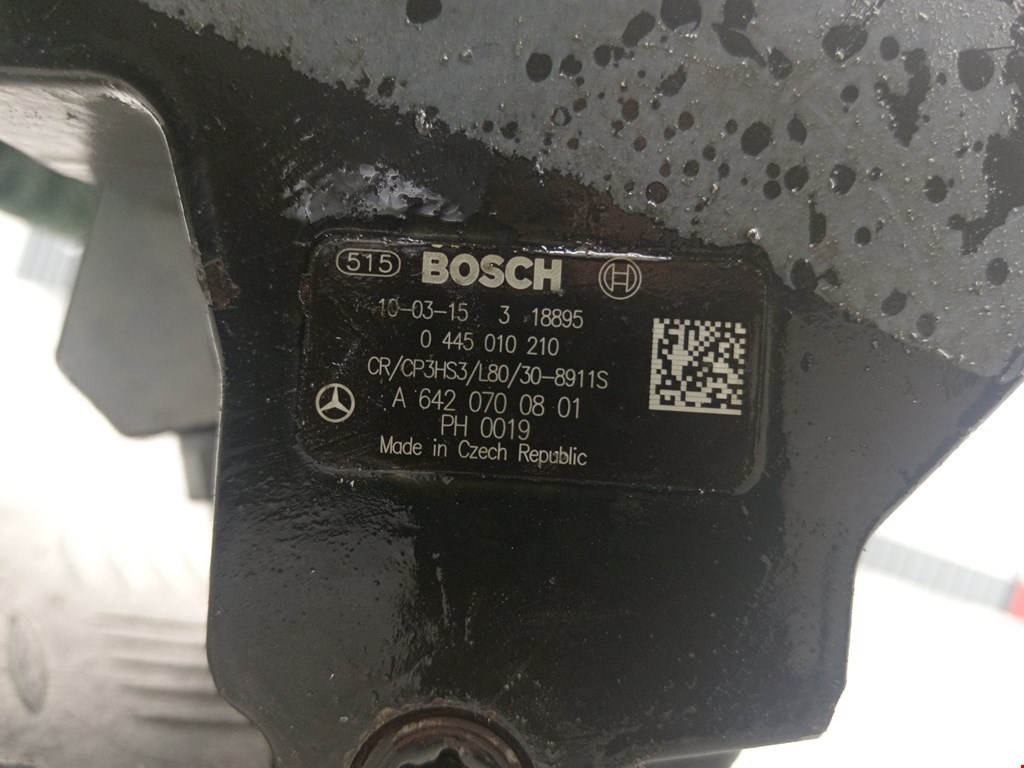 515 BOSCH
10-03-15 3 18895
0 445 010 210
CR/CP3HS3/L80/30-8911S
A 642 070 08 01
PH 0019
Made in Czech Republic